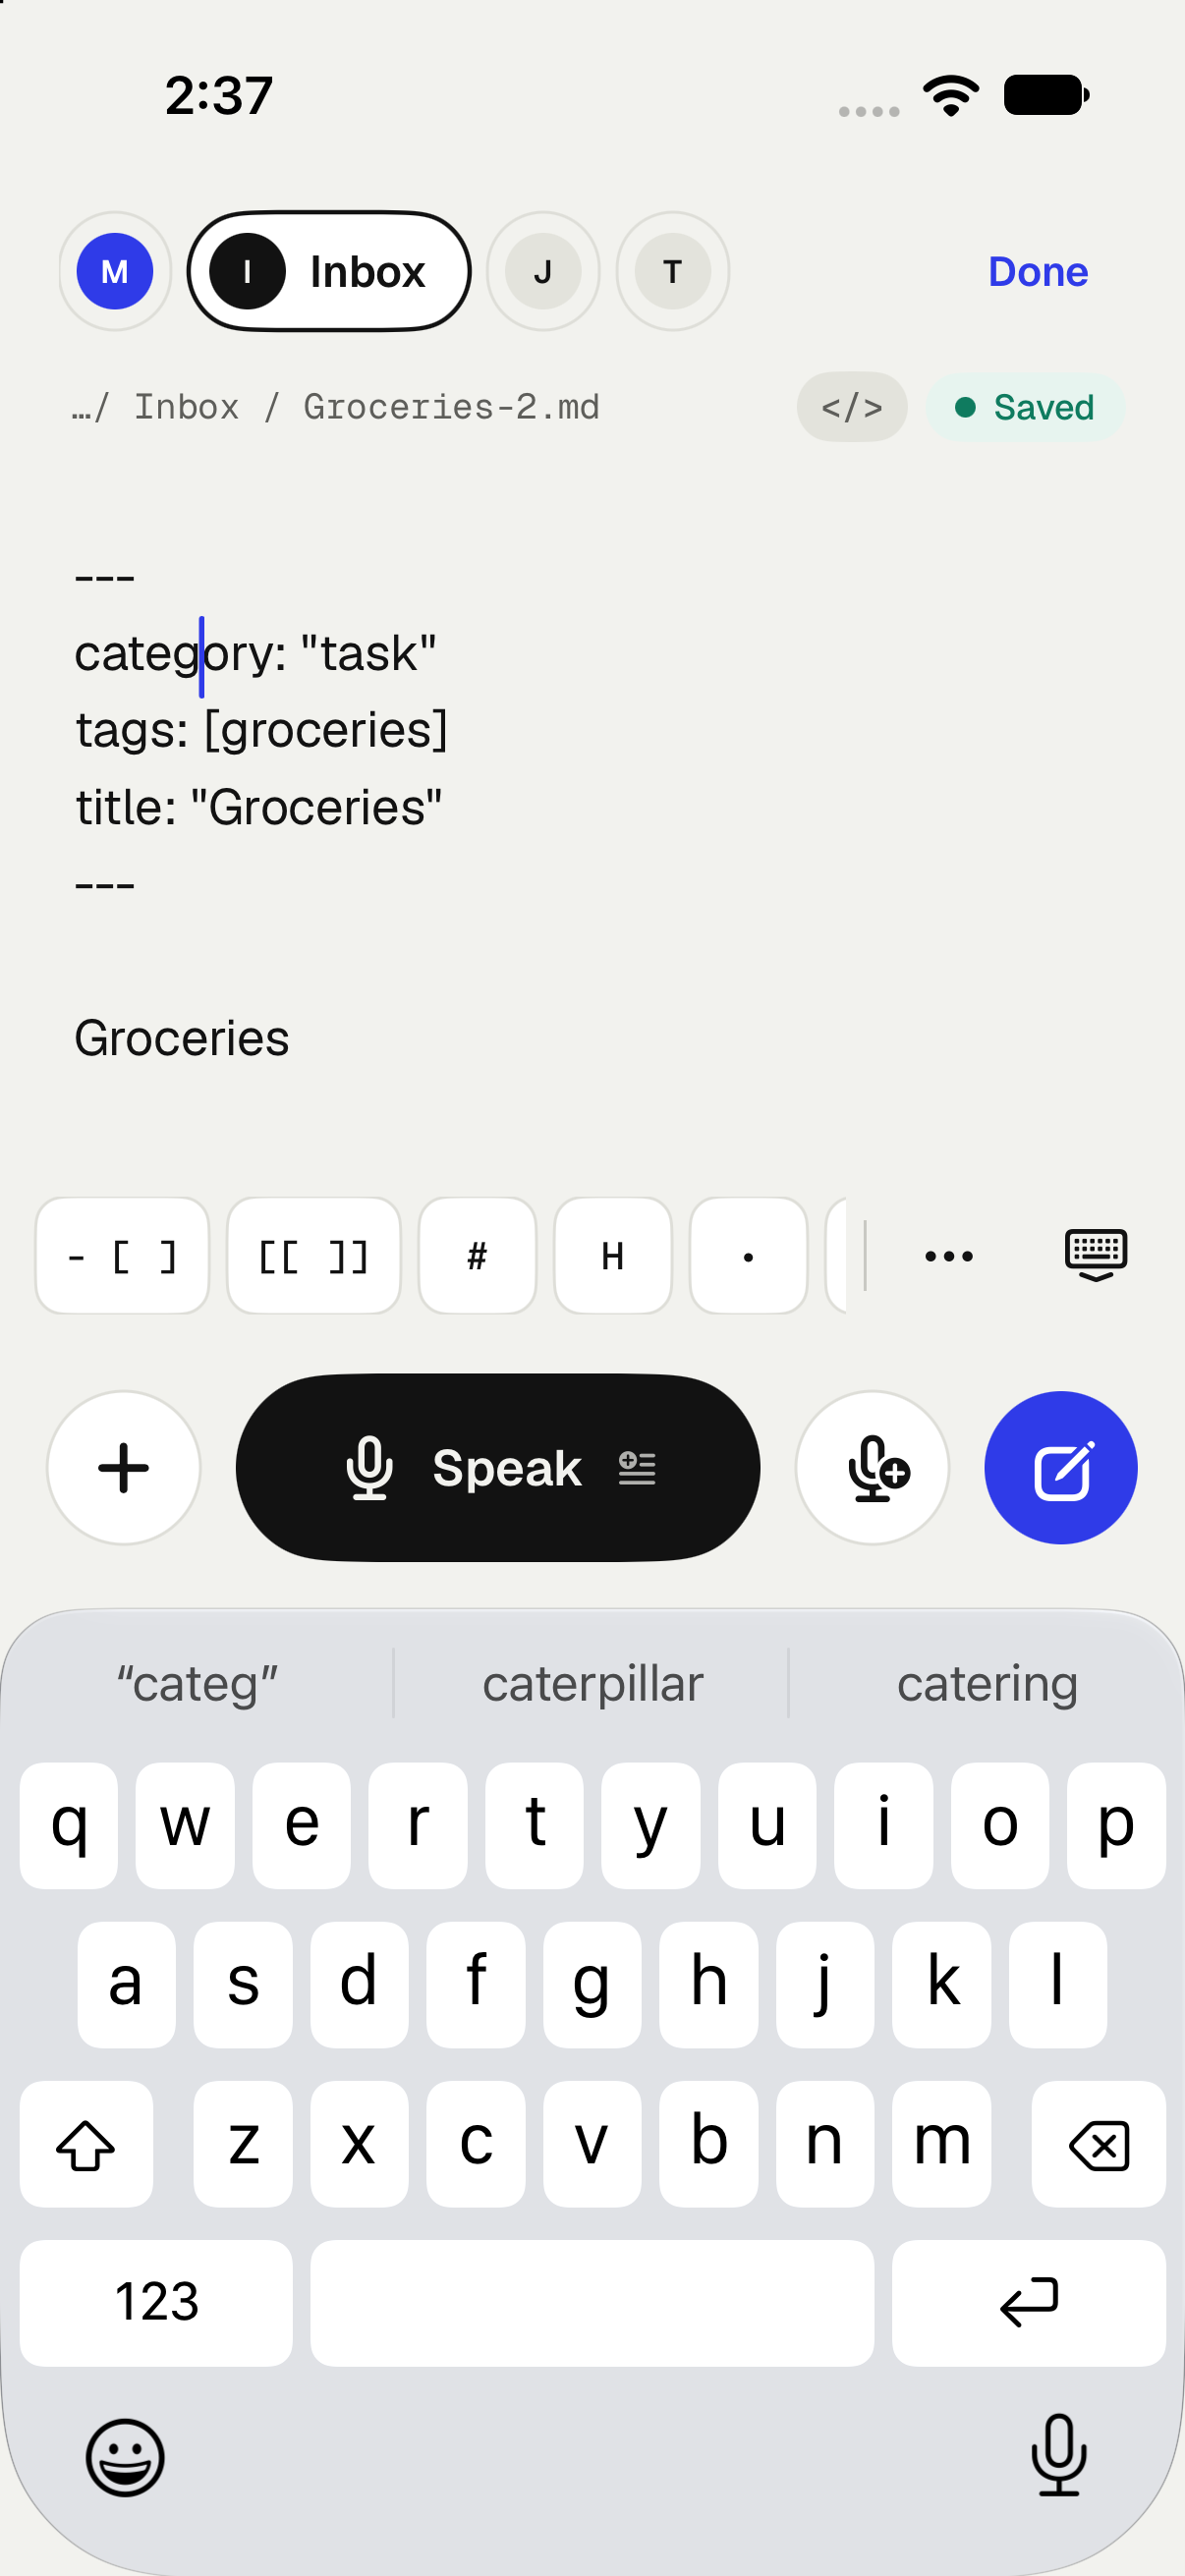 2:37
M I Inbox J T Done
…/ Inbox / Groceries-2.md </> Saved
---
category: "task"
tags: [groceries]
title: "Groceries"
---
Groceries
- [ ] [[ ]] # H •
Speak
“categ” caterpillar catering
q w e r t y u i o p
a s d f g h j k l
z x c v b n m
123